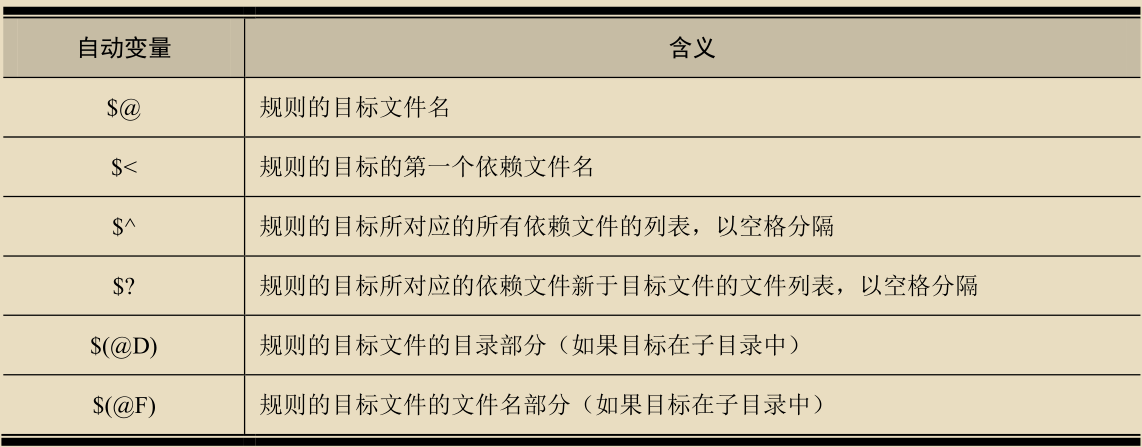 自动变量 含义
$@ 规则的目标文件名
$< 规则的目标的第一个依赖文件名
$^ 规则的目标所对应的所有依赖文件的列表，以空格分隔
$? 规则的目标所对应的依赖文件新于目标文件的文件列表，以空格分隔
$(@D) 规则的目标文件的目录部分（如果目标在子目录中）
$(@F) 规则的目标文件的文件名部分（如果目标在子目录中）